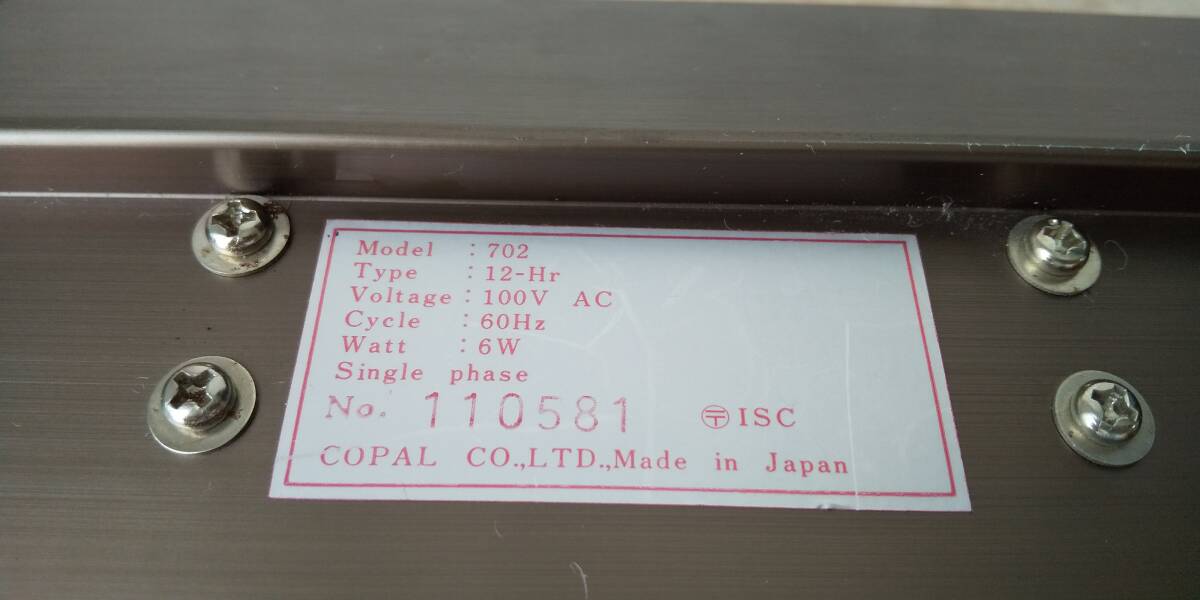 Model : 702
Type : 12-Hr
Voltage : 100V AC
Cycle : 60Hz
Watt : 6W
Single phase
No. 110581 〶 ISC
COPAL CO.,LTD.,Made in Japan